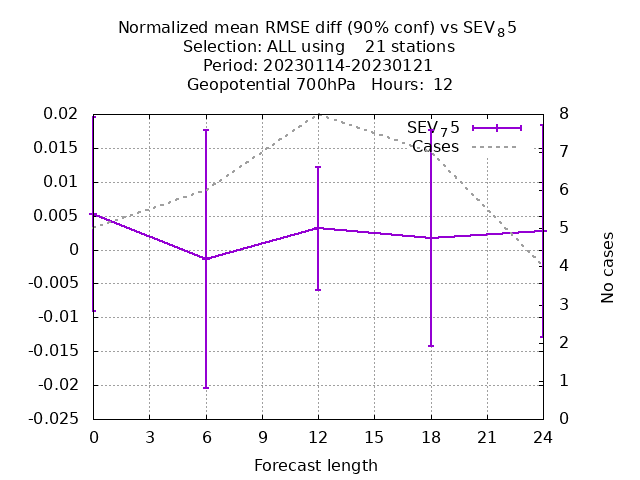 Normalized mean RMSE diff (90% conf) vs SEV₈5
Selection: ALL using    21 stations
Period: 20230114-20230121
Geopotential 700hPa   Hours:  12
SEV₇5
Cases
0.02
0.015
0.01
0.005
0
-0.005
-0.01
-0.015
-0.02
-0.025
8
7
6
5
4
3
2
1
0
No cases
0 3 6 9 12 15 18 21 24
Forecast length